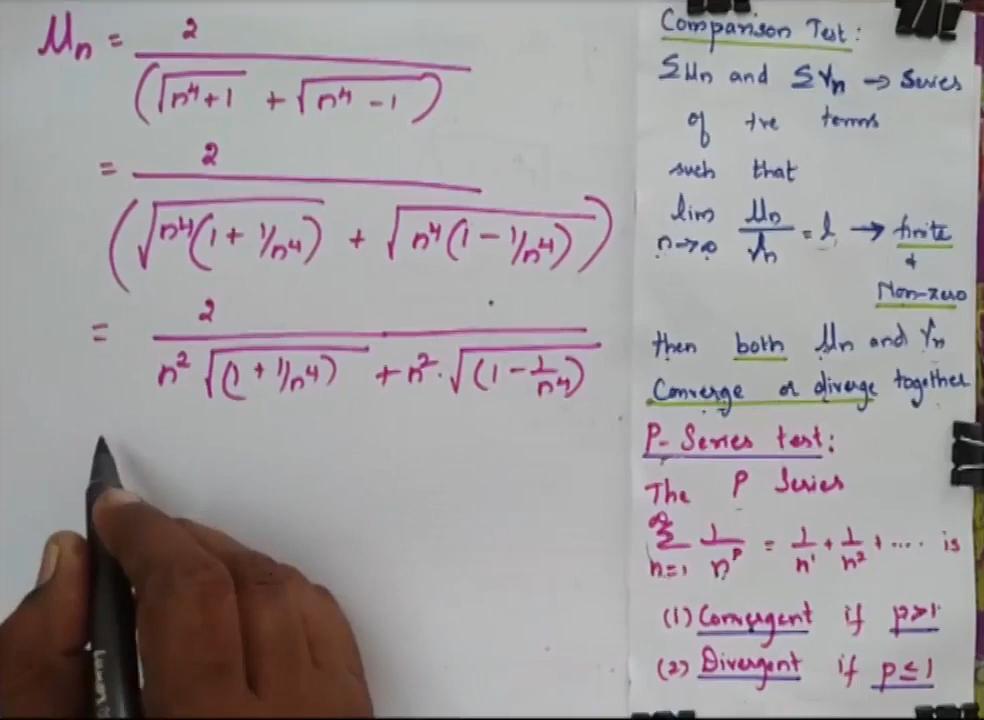 Un = 2 / (√n⁴+1 + √n⁴ -1)
= 2 / (√n⁴(1 + 1/n⁴) + √n⁴(1 - 1/n⁴))
= 2 / n² √(1 + 1/n⁴) + n² . √(1 - 1/n⁴)
Comparison Test :
ΣUn and ΣVn → Series
of +ve terms
such that
lim n→∞ Un/Vn = l → finite
&
Non-zero
then both Un and Vn
Converge or diverge together
P- Series test :
The P Series
∞ Σ n=1 1/nᵖ = 1/n¹ + 1/n² + .... is
(1) Convergent if p>1
(2) Divergent if p ≤ 1